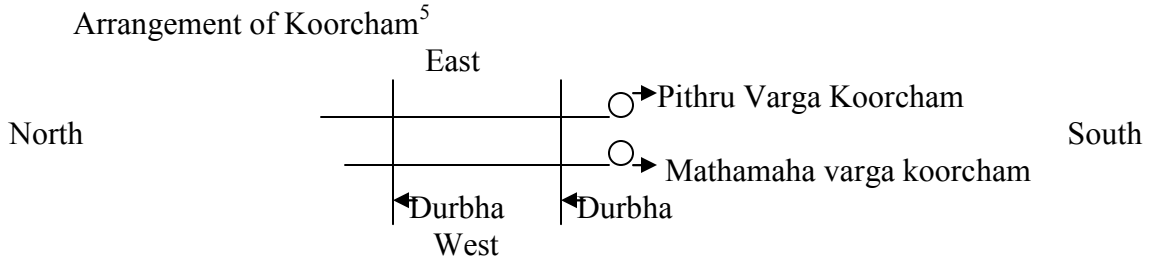 Arrangement of Koorcham5
East
Pithru Varga Koorcham
North
South
Mathamaha varga koorcham
Durbha
Durbha
West